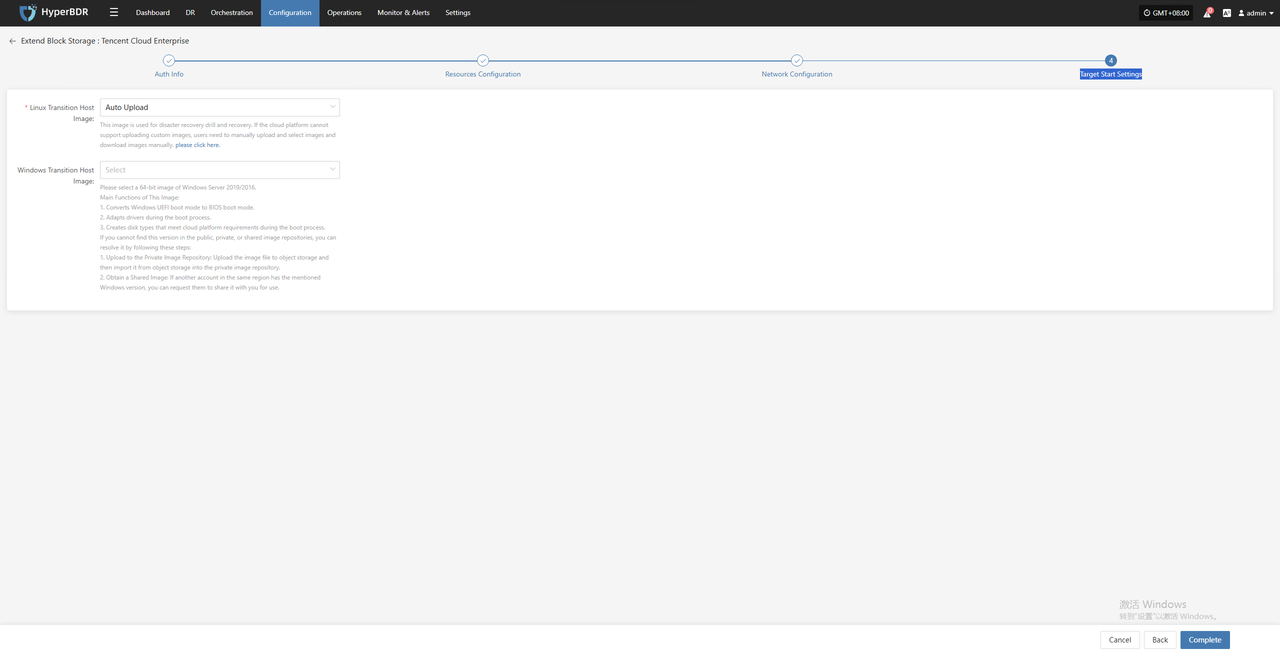 HyperBDR
Dashboard DR Orchestration Configuration Operations Monitor & Alerts Settings
GMT+08:00
admin
Extend Block Storage : Tencent Cloud Enterprise
4
Auth Info Resources Configuration Network Configuration Target Start Settings
* Linux Transition Host
Image:
Auto Upload
This image is used for disaster recovery drill and recovery. If the cloud platform cannot
support uploading custom images, users need to manually upload and select images and
download images manually. please click here.
Windows Transition Host
Image:
Select
Please select a 64-bit image of Windows Server 2019/2016.
Main Functions of This Image:
1. Converts Windows UEFI boot mode to BIOS boot mode.
2. Adapts drivers during the boot process.
3. Creates disk types that meet cloud platform requirements during the boot process.
If you cannot find this version in the public, private, or shared image repositories, you can
resolve it by following these steps:
1. Upload to the Private Image Repository: Upload the image file to object storage and
then import it from object storage into the private image repository.
2. Obtain a Shared Image: If another account in the same region has the mentioned
Windows version, you can request them to share it with you for use.
激活 Windows
转到"设置"以激活 Windows。
Cancel Back Complete